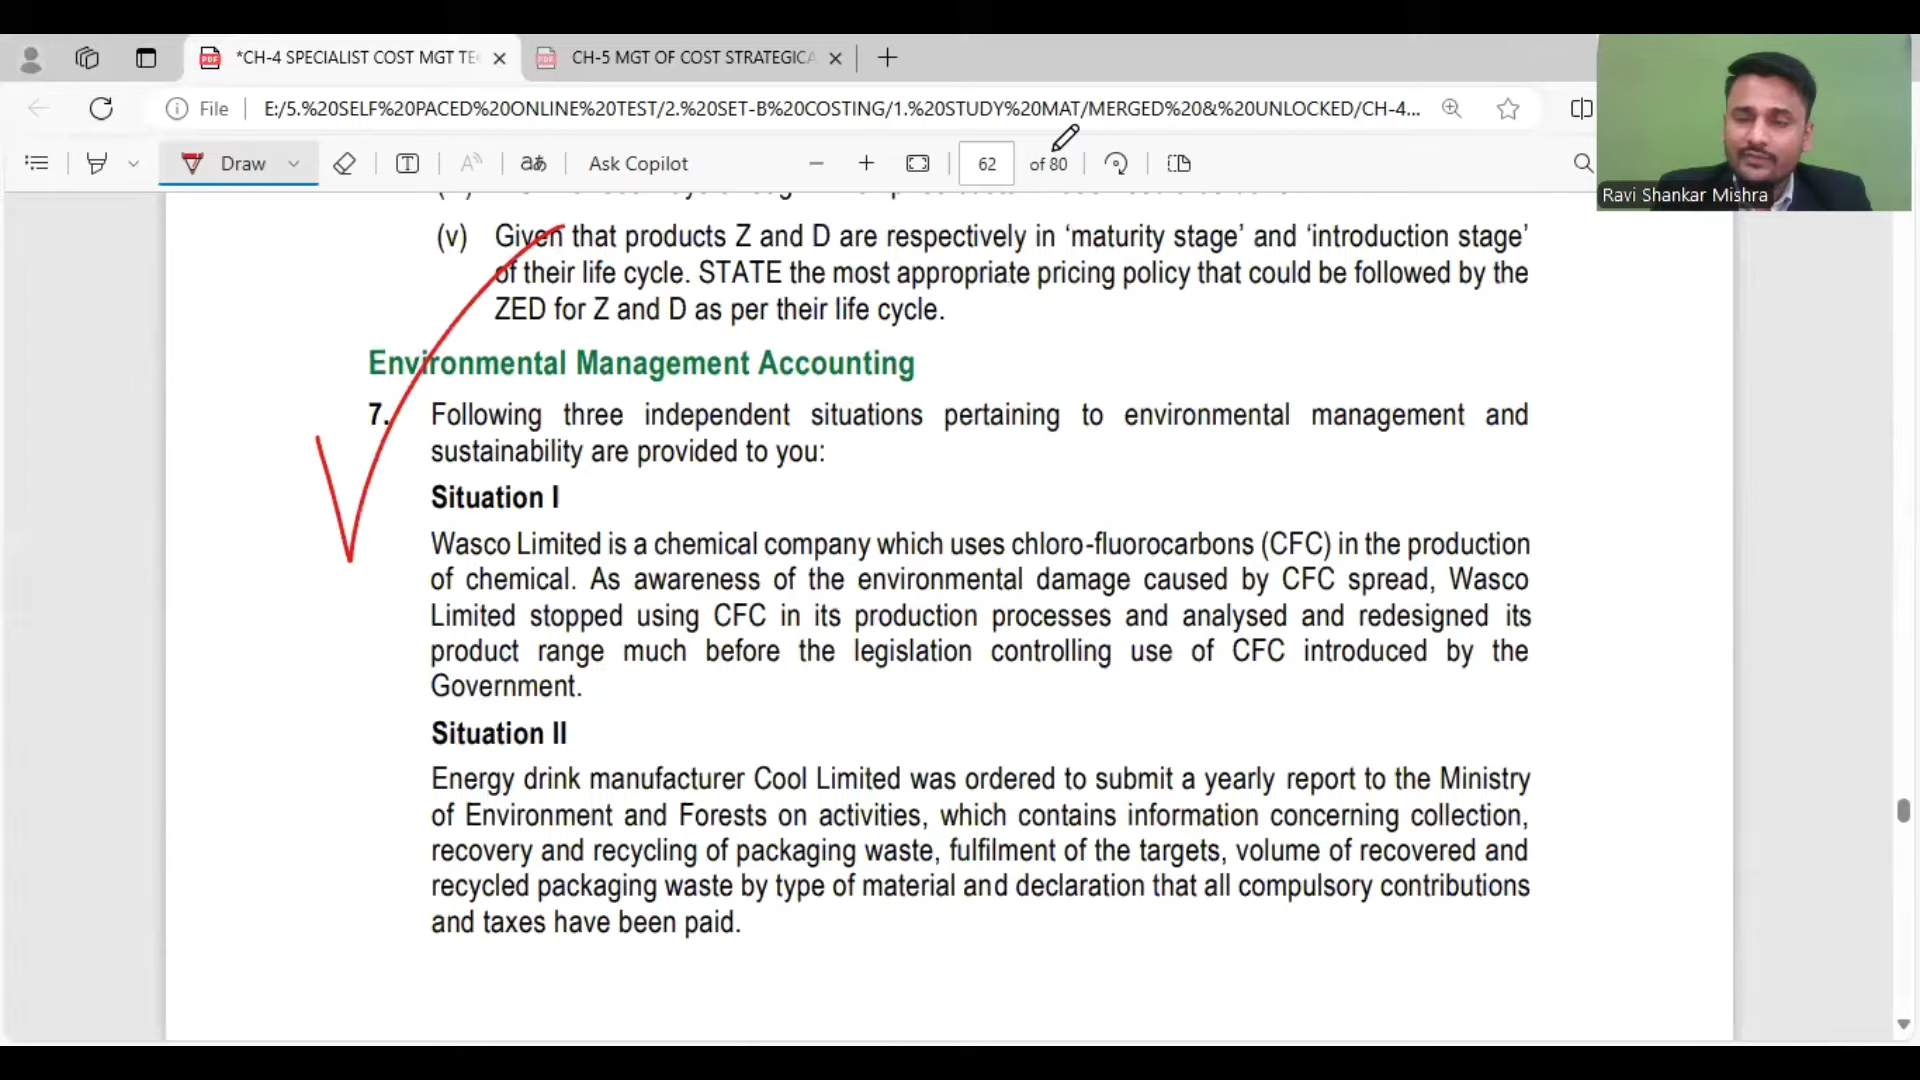 *CH-4 SPECIALIST COST MGT TE
CH-5 MGT OF COST STRATEGICA
File
E:/5.%20SELF%20PACED%20ONLINE%20TEST/2.%20SET-B%20COSTING/1.%20STUDY%20MAT/MERGED%20&%20UNLOCKED/CH-4...
Draw
Ask Copilot
62 of 80
Ravi Shankar Mishra
(v) Given that products Z and D are respectively in ‘maturity stage’ and ‘introduction stage’
of their life cycle. STATE the most appropriate pricing policy that could be followed by the
ZED for Z and D as per their life cycle.
Environmental Management Accounting
7. Following three independent situations pertaining to environmental management and
sustainability are provided to you:
Situation I
Wasco Limited is a chemical company which uses chloro-fluorocarbons (CFC) in the production
of chemical. As awareness of the environmental damage caused by CFC spread, Wasco
Limited stopped using CFC in its production processes and analysed and redesigned its
product range much before the legislation controlling use of CFC introduced by the
Government.
Situation II
Energy drink manufacturer Cool Limited was ordered to submit a yearly report to the Ministry
of Environment and Forests on activities, which contains information concerning collection,
recovery and recycling of packaging waste, fulfilment of the targets, volume of recovered and
recycled packaging waste by type of material and declaration that all compulsory contributions
and taxes have been paid.